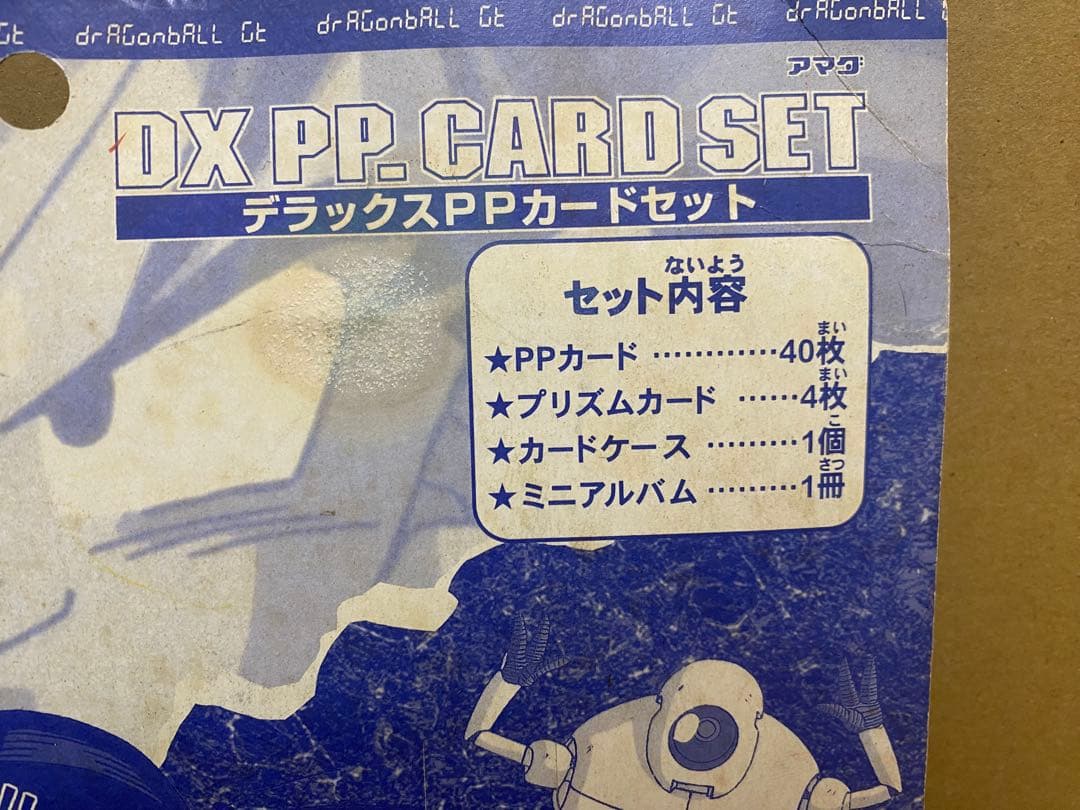 Gt drAGonbALL Gt drAGonbALL Gt drAGonbALL Gt drAGonbALL
アマダ
DX PP. CARD SET
デラックスPPカードセット
ないよう
セット内容
まい
★PPカード …………40枚
まい
★プリズムカード ……4枚
こ
★カードケース ………1個
さつ
★ミニアルバム ………1冊